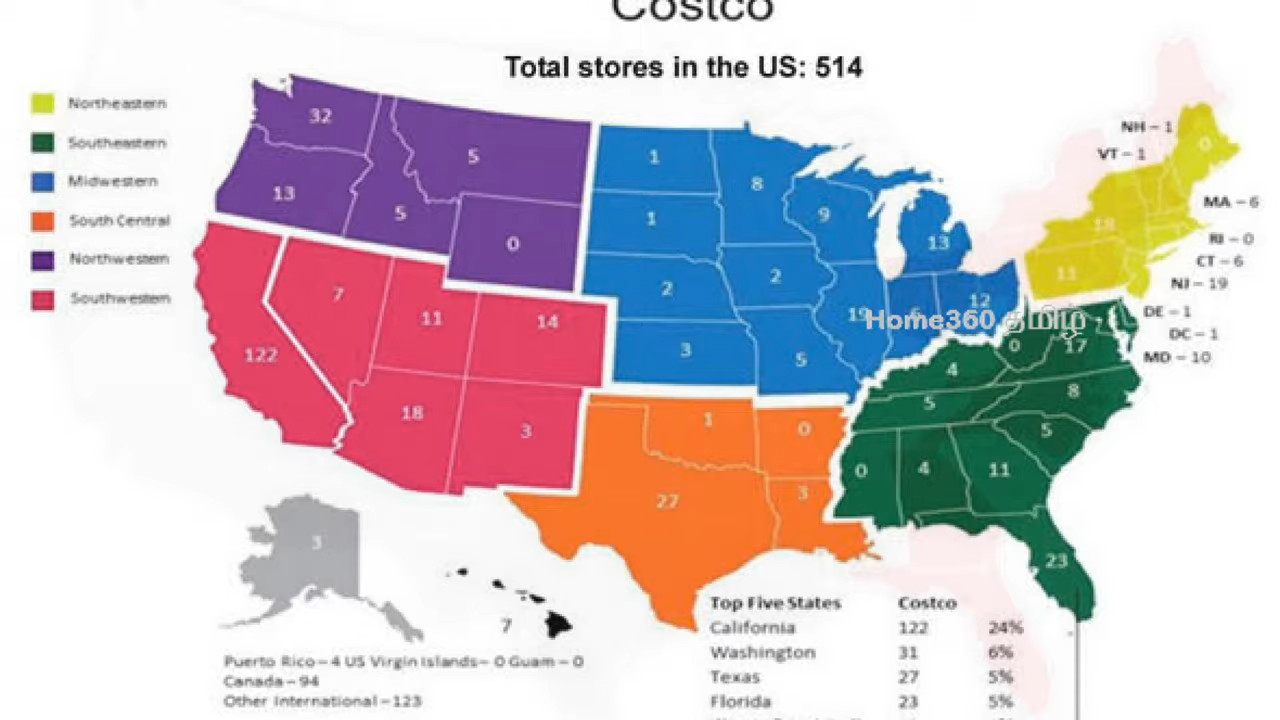 Costco
Total stores in the US: 514
Northeastern
Southeastern
Midwestern
South Central
Northwestern
Southwestern
32
5
13
5
0
122
7
11
14
18
3
1
8
1
9
13
2
2
19
12
3
5
1
0
27
3
NH – 1
VT – 1
0
MA – 6
18
RI – 0
CT – 6
11
NJ – 19
DE – 1
DC – 1
MD – 10
Home360 தமிழ்
0
17
4
8
5
5
0
4
11
23
3
7
Puerto Rico – 4 US Virgin Islands – 0 Guam – 0
Canada – 94
Other International – 123
Top Five States Costco
California 122 24%
Washington 31 6%
Texas 27 5%
Florida 23 5%